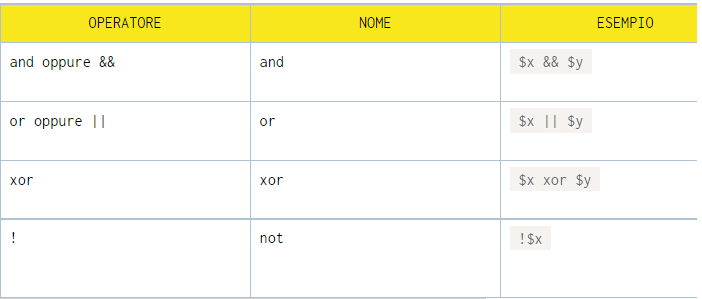 OPERATORE NOME ESEMPIO
and oppure && and $x && $y
or oppure || or $x || $y
xor xor $x xor $y
! not !$x